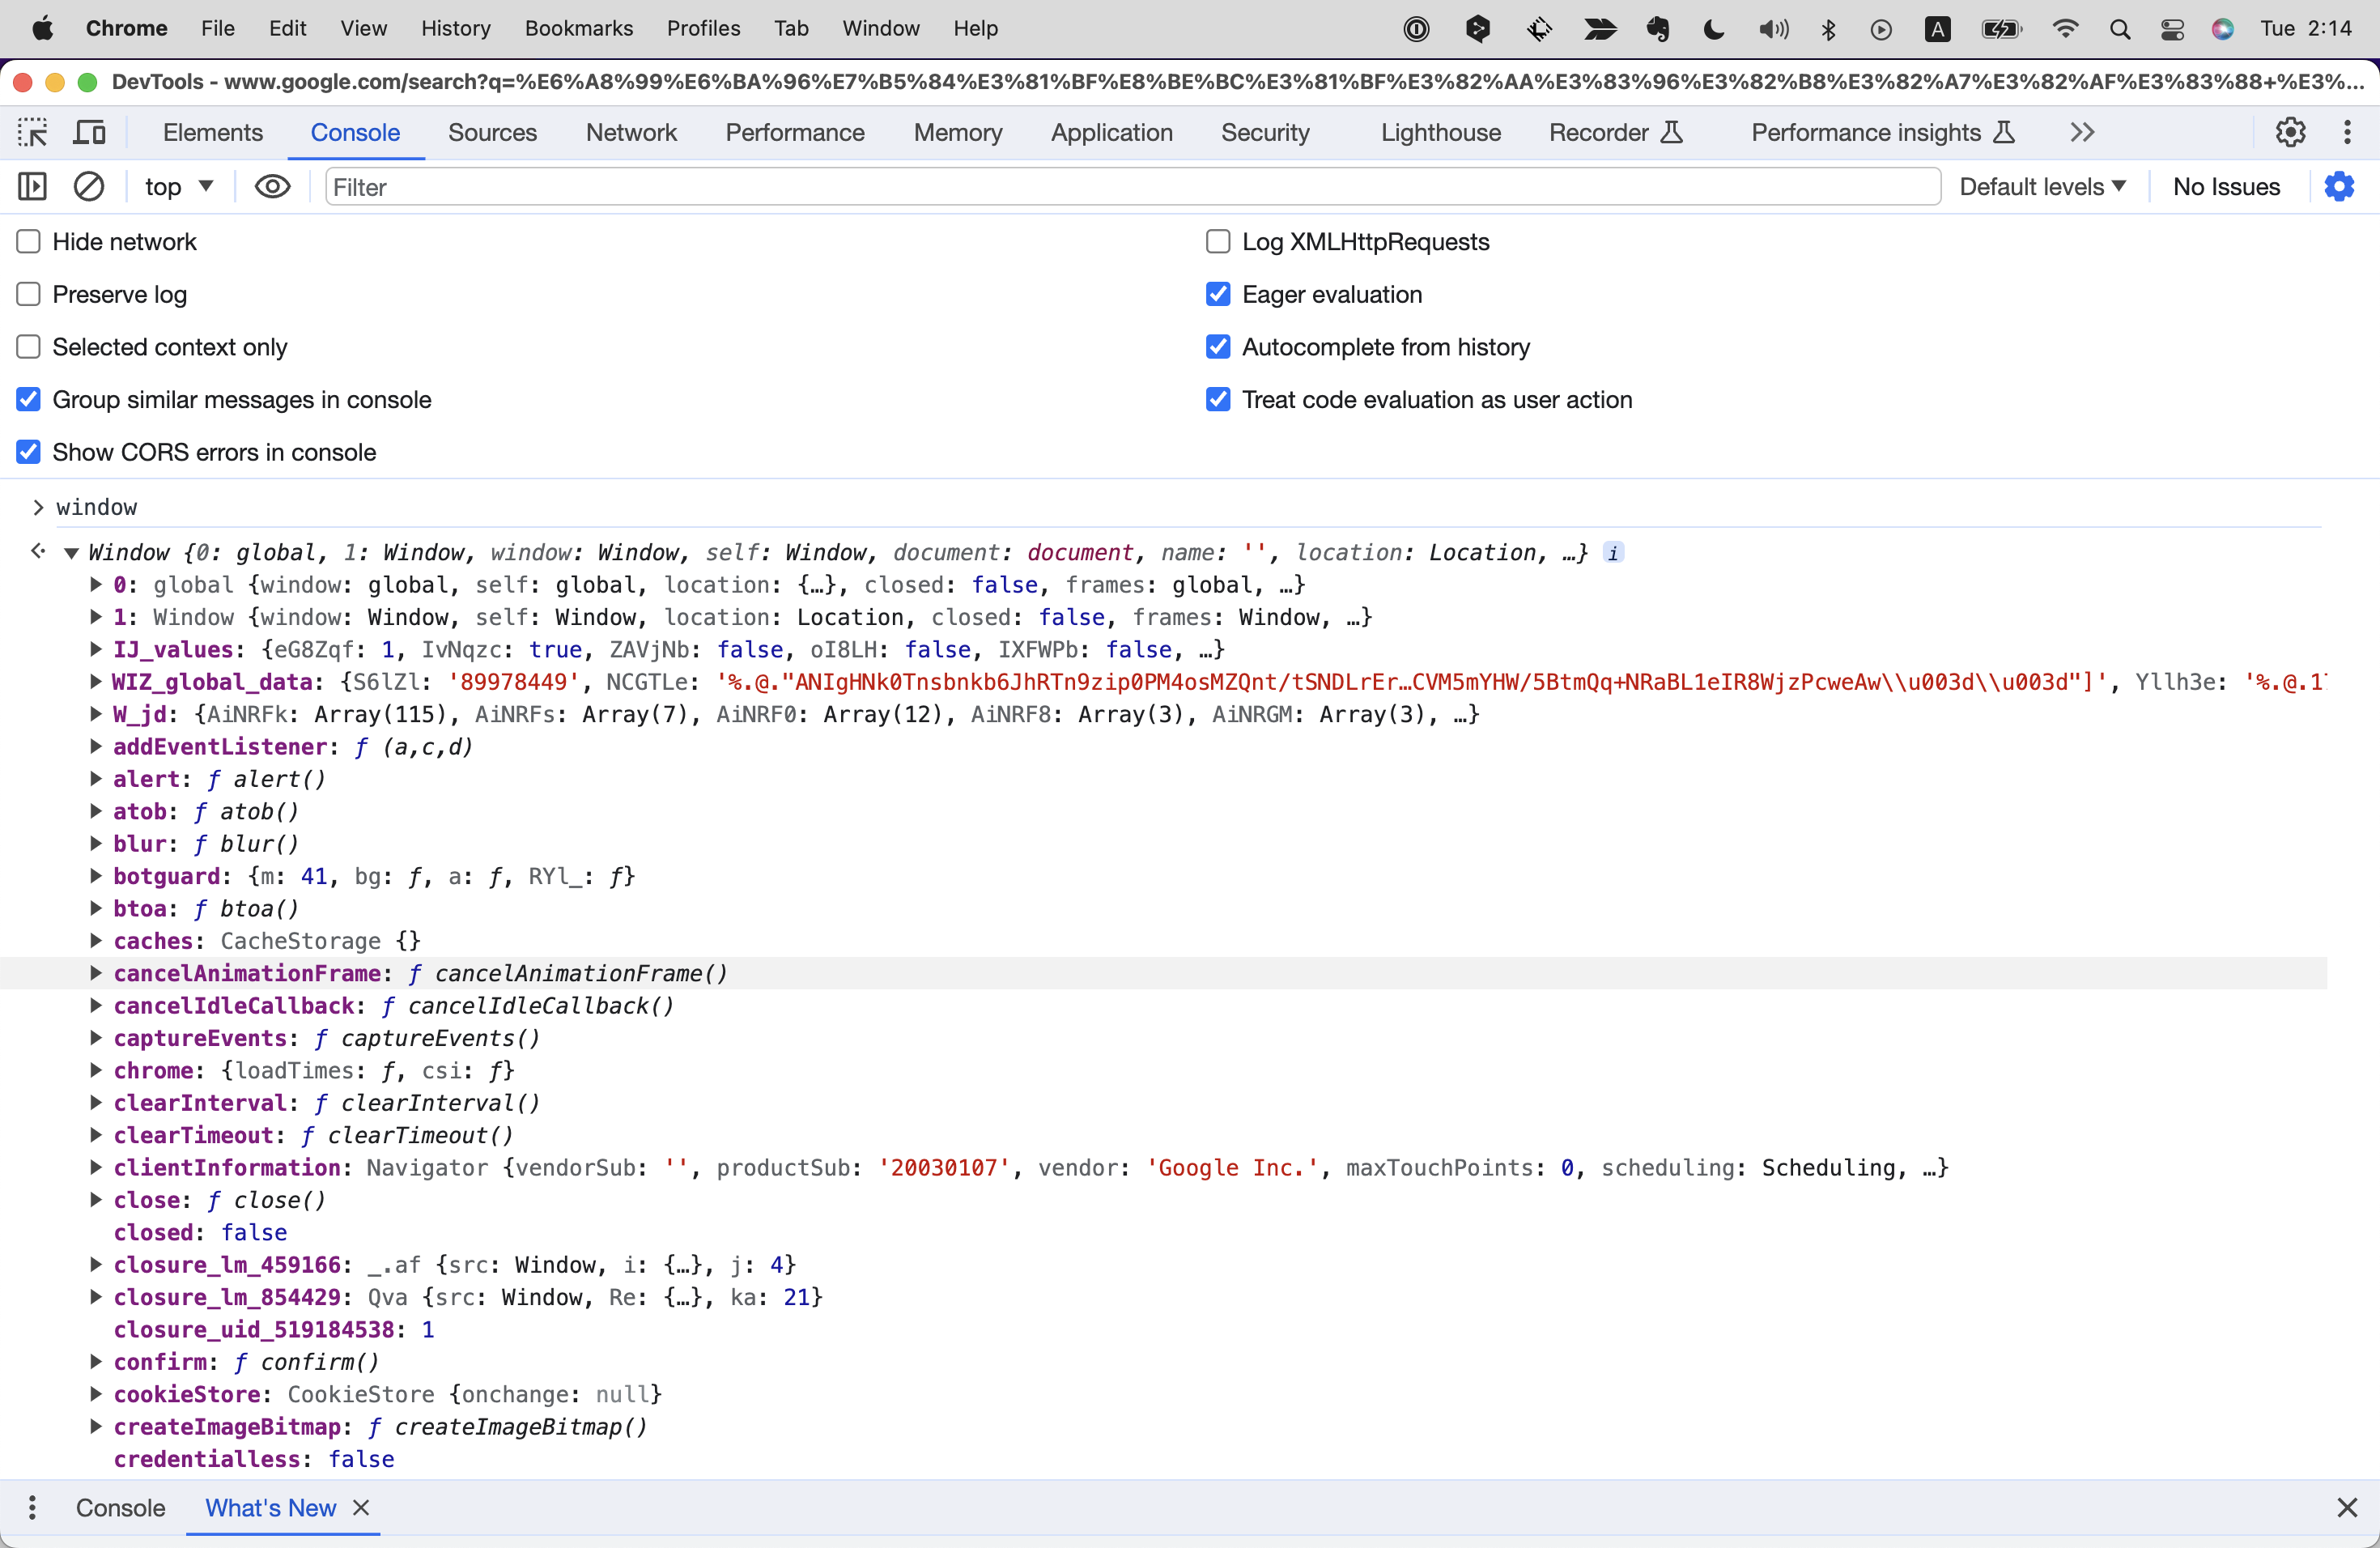 Chrome File Edit View History Bookmarks Profiles Tab Window Help A Tue 2:14
DevTools - www.google.com/search?q=%E6%A8%99%E6%BA%96%E7%B5%84%E3%81%BF%E8%BE%BC%E3%81%BF%E3%82%AA%E3%83%96%E3%82%B8%E3%82%A7%E3%82%AF%E3%83%88+%E3%...
Elements Console Sources Network Performance Memory Application Security Lighthouse Recorder Performance insights
top Filter Default levels No Issues
Hide network
Log XMLHttpRequests
Preserve log
Eager evaluation
Selected context only
Autocomplete from history
Group similar messages in console
Treat code evaluation as user action
Show CORS errors in console
> window
Window {0: global, 1: Window, window: Window, self: Window, document: document, name: '', location: Location, …} i
0: global {window: global, self: global, location: {…}, closed: false, frames: global, …}
1: Window {window: Window, self: Window, location: Location, closed: false, frames: Window, …}
IJ_values: {eG8Zqf: 1, IvNqzc: true, ZAVjNb: false, oI8LH: false, IXFWPb: false, …}
WIZ_global_data: {S6lZl: '89978449', NCGTLe: '%.@."ANIgHNk0Tnsbnkb6JhRTn9zip0PM4osMZQnt/tSNDLrEr…CVM5mYHW/5BtmQq+NRaBL1eIR8WjzPcweAw\\u003d\\u003d"]', Yllh3e: '%.@.1
W_jd: {AiNRFk: Array(115), AiNRFs: Array(7), AiNRF0: Array(12), AiNRF8: Array(3), AiNRGM: Array(3), …}
addEventListener: ƒ (a,c,d)
alert: ƒ alert()
atob: ƒ atob()
blur: ƒ blur()
botguard: {m: 41, bg: ƒ, a: ƒ, RYl_: ƒ}
btoa: ƒ btoa()
caches: CacheStorage {}
cancelAnimationFrame: ƒ cancelAnimationFrame()
cancelIdleCallback: ƒ cancelIdleCallback()
captureEvents: ƒ captureEvents()
chrome: {loadTimes: ƒ, csi: ƒ}
clearInterval: ƒ clearInterval()
clearTimeout: ƒ clearTimeout()
clientInformation: Navigator {vendorSub: '', productSub: '20030107', vendor: 'Google Inc.', maxTouchPoints: 0, scheduling: Scheduling, …}
close: ƒ close()
closed: false
closure_lm_459166: _.af {src: Window, i: {…}, j: 4}
closure_lm_854429: Qva {src: Window, Re: {…}, ka: 21}
closure_uid_519184538: 1
confirm: ƒ confirm()
cookieStore: CookieStore {onchange: null}
createImageBitmap: ƒ createImageBitmap()
credentialless: false
Console What's New